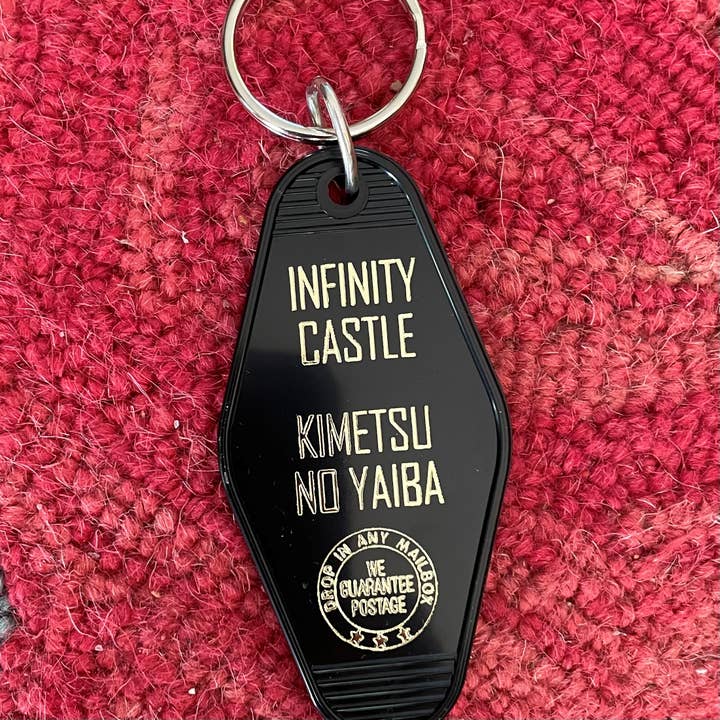 INFINITY
CASTLE
KIMETSU
NO YAIBA
DROP IN ANY MAILBOX
WE
GUARANTEE
POSTAGE